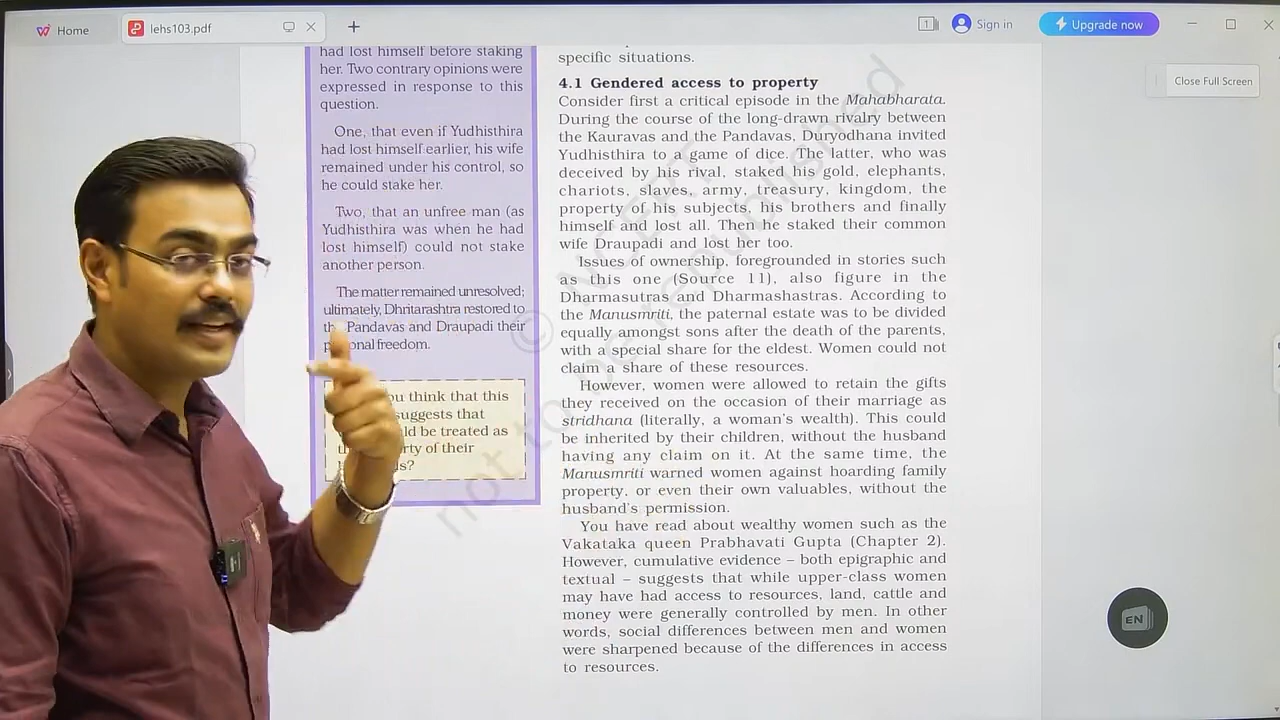 Home
lehs103.pdf
1
Sign in
Upgrade now
Close Full Screen
had lost himself before staking
her. Two contrary opinions were
expressed in response to this
question.
One, that even if Yudhisthira
had lost himself earlier, his wife
remained under his control, so
he could stake her.
Two, that an unfree man (as
Yudhisthira was when he had
lost himself) could not stake
another person.
The matter remained unresolved;
ultimately, Dhritarashtra restored to
Pandavas and Draupadi their
freedom.
think that this
suggests that
be treated as
of their
specific situations.
4.1 Gendered access to property
Consider first a critical episode in the Mahabharata.
During the course of the long-drawn rivalry between
the Kauravas and the Pandavas, Duryodhana invited
Yudhisthira to a game of dice. The latter, who was
deceived by his rival, staked his gold, elephants,
chariots, slaves, army, treasury, kingdom, the
property of his subjects, his brothers and finally
himself and lost all. Then he staked their common
wife Draupadi and lost her too.
Issues of ownership, foregrounded in stories such
as this one (Source 11), also figure in the
Dharmasutras and Dharmashastras. According to
the Manusmriti, the paternal estate was to be divided
equally amongst sons after the death of the parents,
with a special share for the eldest. Women could not
claim a share of these resources.
However, women were allowed to retain the gifts
they received on the occasion of their marriage as
stridhana (literally, a woman's wealth). This could
be inherited by their children, without the husband
having any claim on it. At the same time, the
Manusmriti warned women against hoarding family
property, or even their own valuables, without the
husband's permission.
You have read about wealthy women such as the
Vakataka queen Prabhavati Gupta (Chapter 2).
However, cumulative evidence – both epigraphic and
textual – suggests that while upper-class women
may have had access to resources, land, cattle and
money were generally controlled by men. In other
words, social differences between men and women
were sharpened because of the differences in access
to resources.
© NCERT
not to be republished
EN